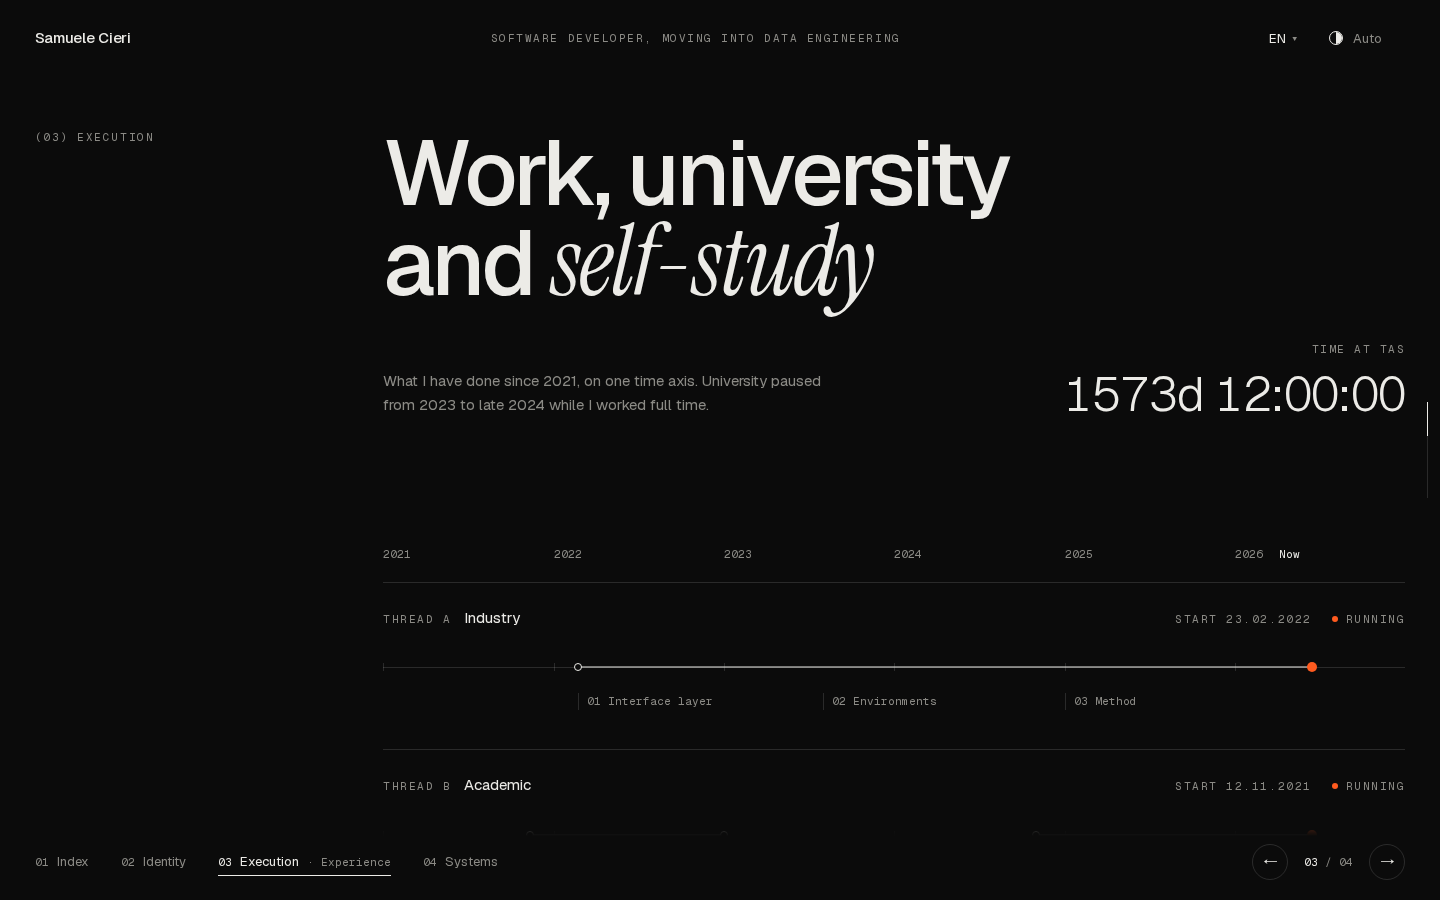 Samuele Cieri
SOFTWARE DEVELOPER, MOVING INTO DATA ENGINEERING
EN ▾
Auto
(03) EXECUTION
Work, university
and self-study
TIME AT TAS
1573d 12:00:00
What I have done since 2021, on one time axis. University paused
from 2023 to late 2024 while I worked full time.
2021 2022 2023 2024 2025 2026 Now
THREAD A Industry
START 23.02.2022 RUNNING
01 Interface layer 02 Environments 03 Method
THREAD B Academic
START 12.11.2021 RUNNING
01 Index 02 Identity 03 Execution · Experience 04 Systems
← 03 / 04 →